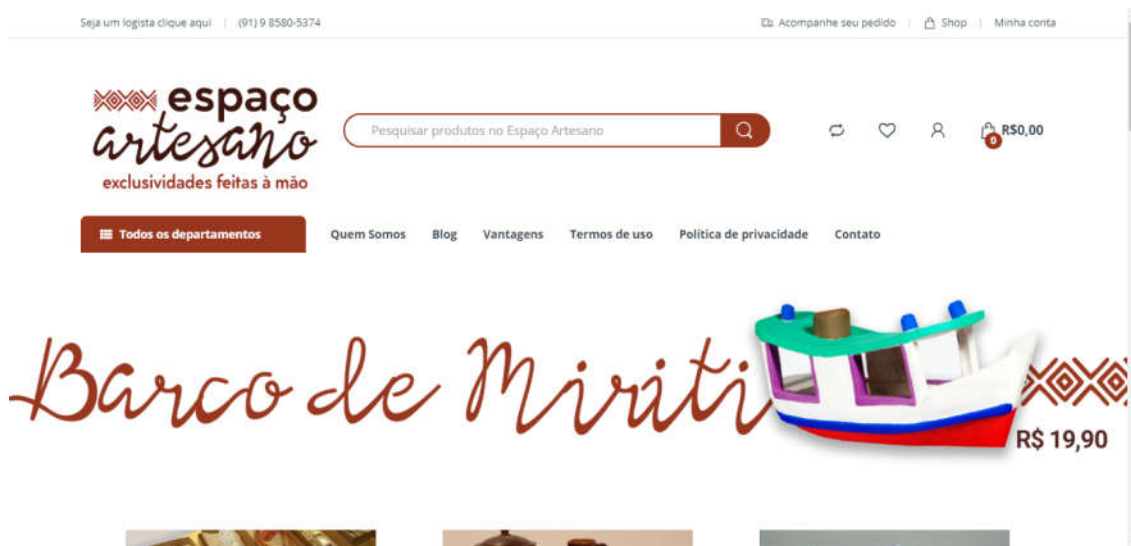 Seja um logista clique aqui | (91) 9 8580-5374
Acompanhe seu pedido | Shop | Minha conta
espaço
artesano
exclusividades feitas à mão
Pesquisar produtos no Espaço Artesano
0
R$0,00
Todos os departamentos
Quem Somos Blog Vantagens Termos de uso Política de privacidade Contato
Barco de Miriti
R$ 19,90